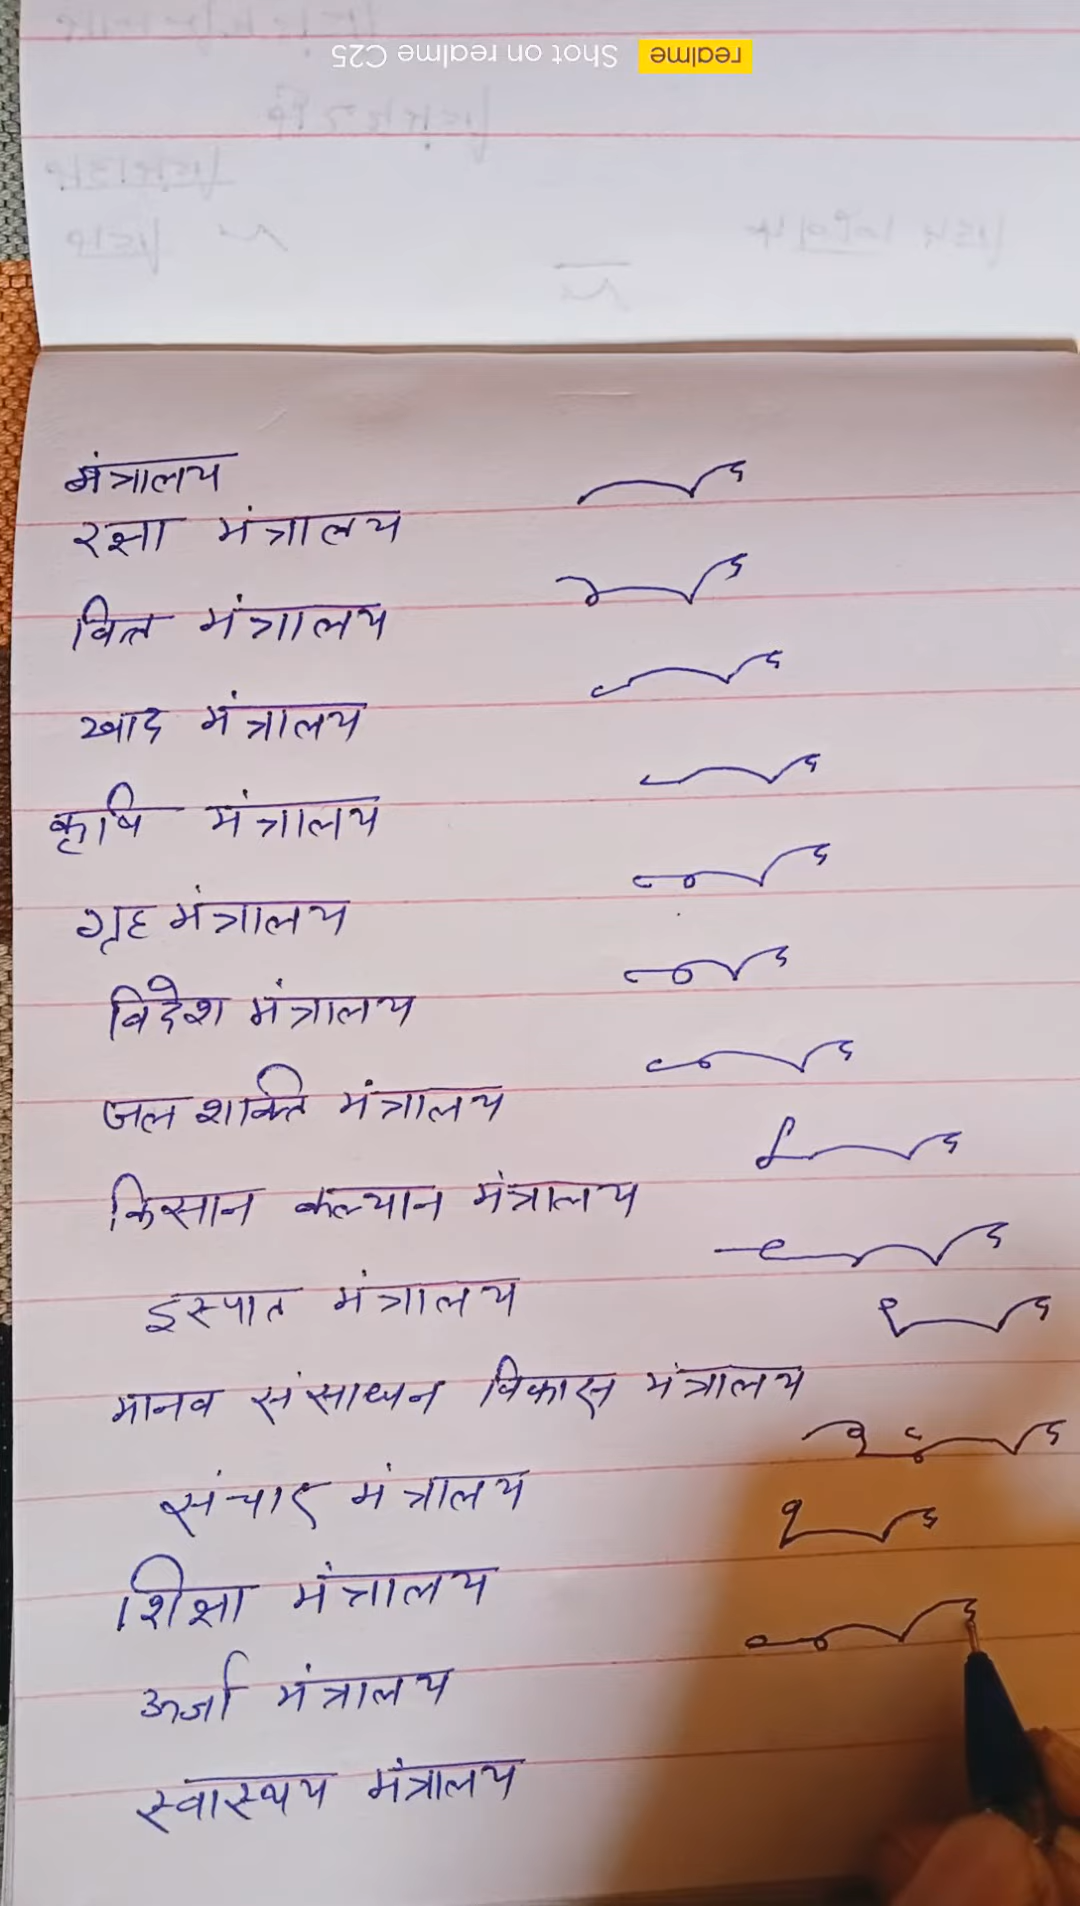 realme Shot on realme C25
मंत्रालय
रक्षा मंत्रालय
वित्त मंत्रालय
खाद मंत्रालय
कृषि मंत्रालय
गृह मंत्रालय
विदेश मंत्रालय
जल शक्ति मंत्रालय
किसान कल्यान मंत्रालय
इस्पात मंत्रालय
मानव संसाधन विकास मंत्रालय
संचार मंत्रालय
शिक्षा मंत्रालय
ऊर्जा मंत्रालय
स्वास्थय मंत्रालय